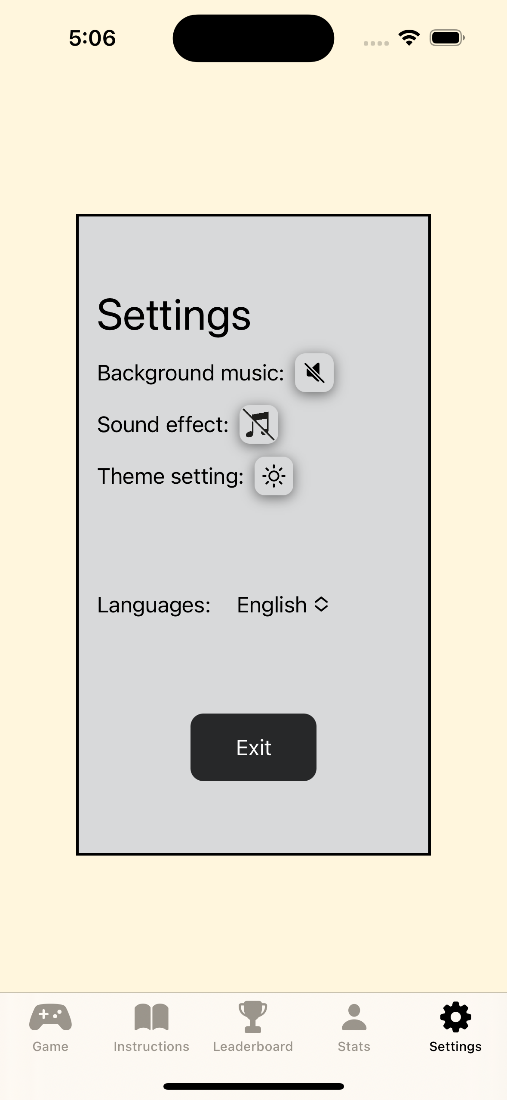 5:06
Settings
Background music:
Sound effect:
Theme setting:
Languages: English
Exit
Game Instructions Leaderboard Stats Settings